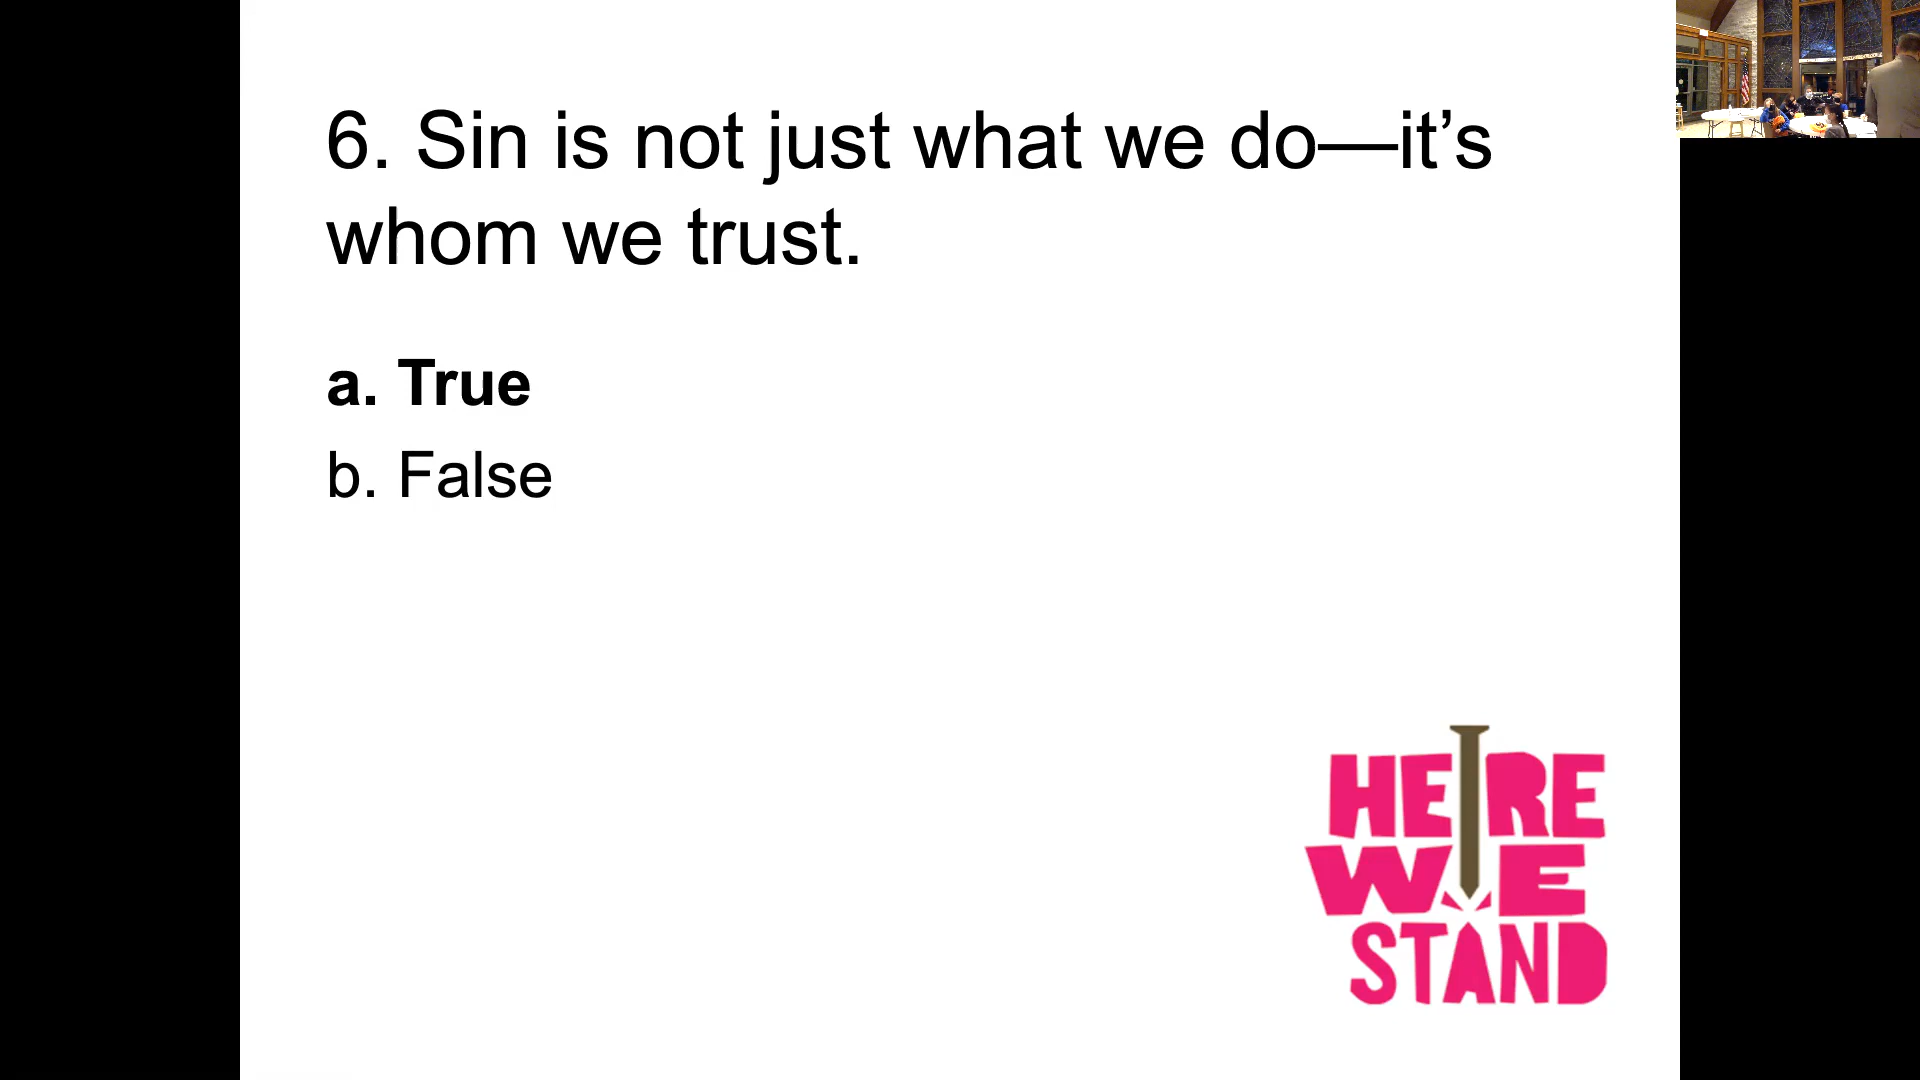 6. Sin is not just what we do—it’s
whom we trust.
a. True
b. False
HERE
WE
STAND